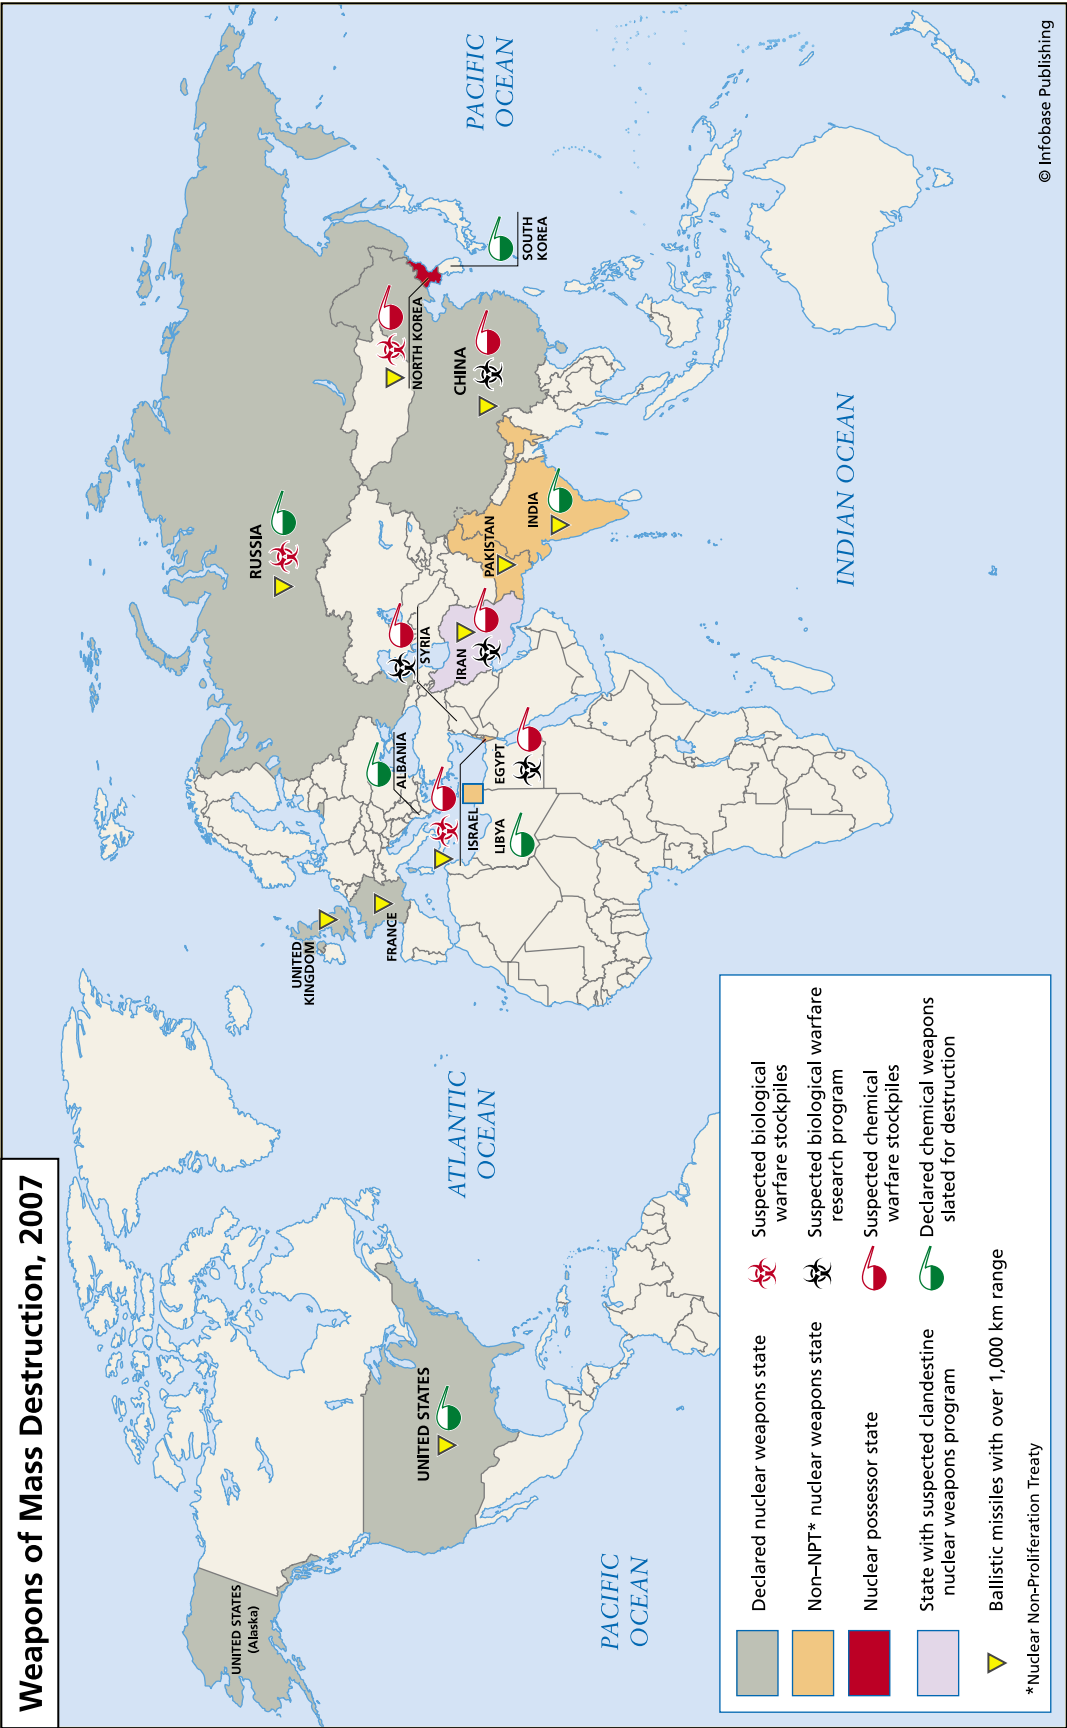 Weapons of Mass Destruction, 2007
UNITED STATES
(Alaska)
UNITED STATES
PACIFIC
OCEAN
ATLANTIC
OCEAN
UNITED
KINGDOM
FRANCE
ALBANIA
ISRAEL
LIBYA
EGYPT
SYRIA
IRAN
RUSSIA
PAKISTAN
INDIA
CHINA
NORTH KOREA
SOUTH
KOREA
PACIFIC
OCEAN
INDIAN OCEAN
Declared nuclear weapons state
Non–NPT* nuclear weapons state
Nuclear possessor state
State with suspected clandestine
nuclear weapons program
Ballistic missiles with over 1,000 km range
Suspected biological
warfare stockpiles
Suspected biological warfare
research program
Suspected chemical
warfare stockpiles
Declared chemical weapons
slated for destruction
*Nuclear Non-Proliferation Treaty
© Infobase Publishing